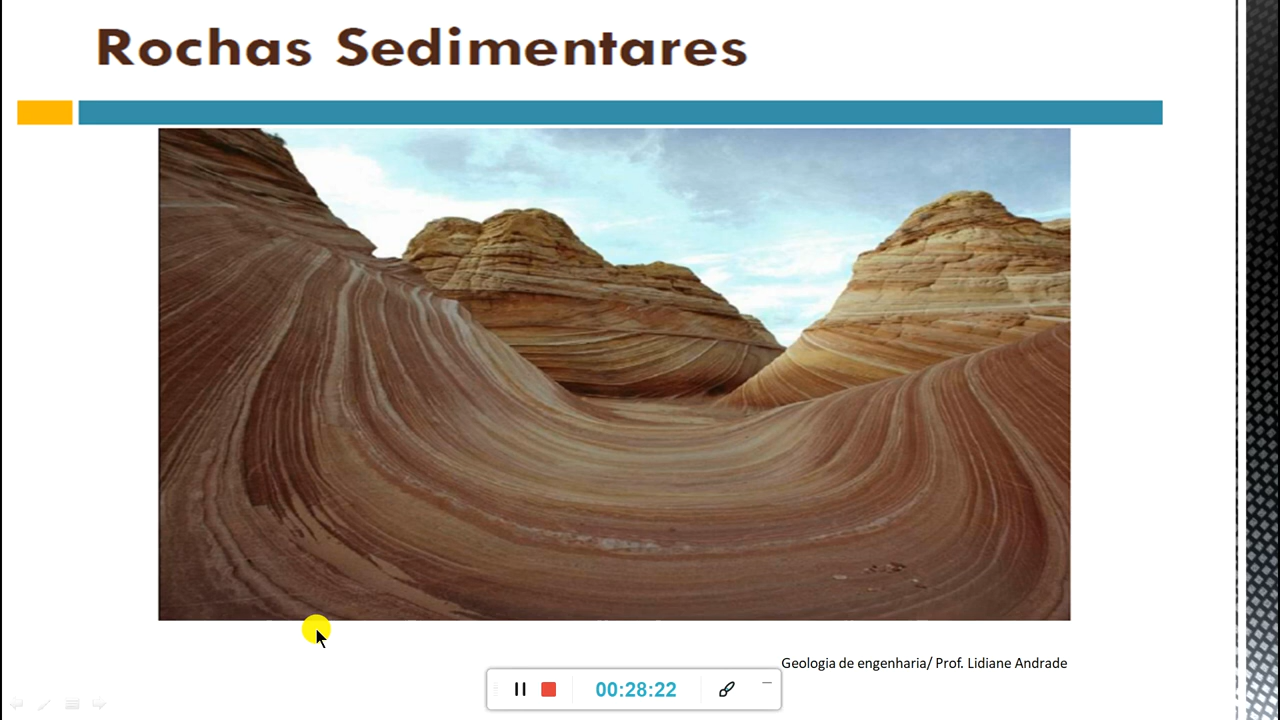 Rochas Sedimentares
Geologia de engenharia/ Prof. Lidiane Andrade
00:28:22